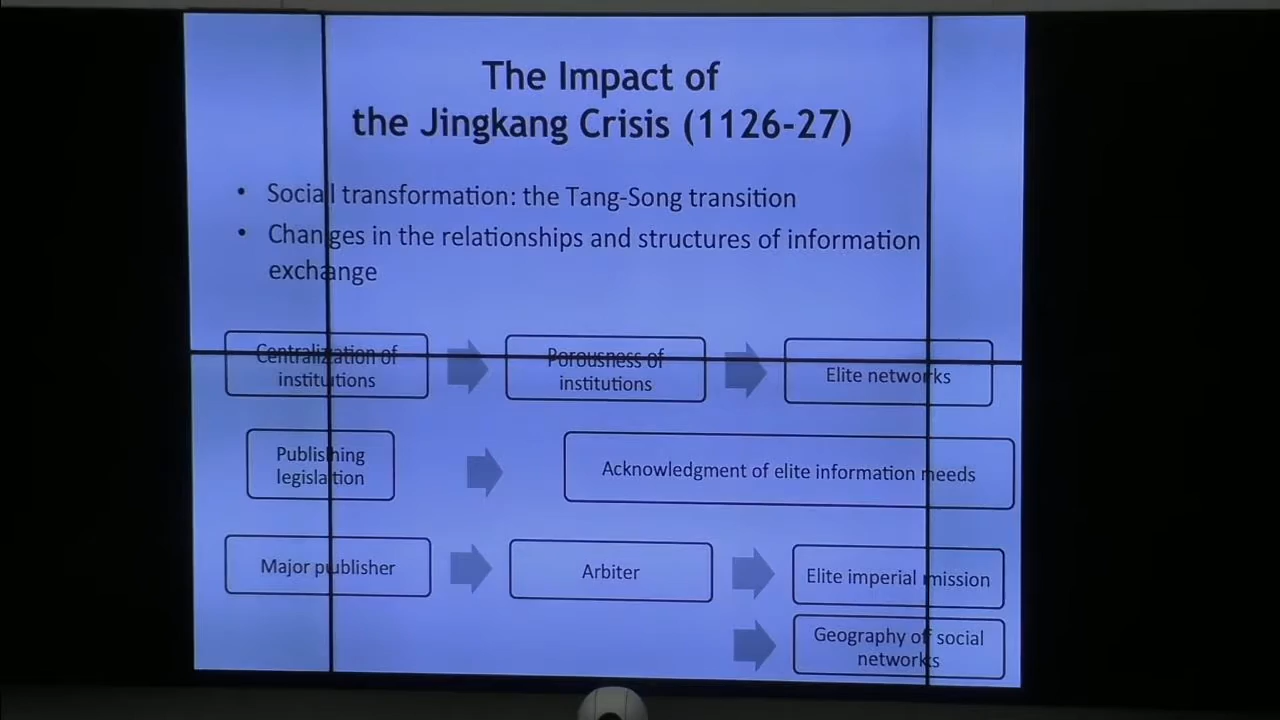 The Impact of
the Jingkang Crisis (1126-27)
• Social transformation: the Tang-Song transition
• Changes in the relationships and structures of information
exchange
Centralization of
institutions
Porousness of
institutions
Elite networks
Publishing
legislation
Acknowledgment of elite information needs
Major publisher
Arbiter
Elite imperial mission
Geography of social
networks